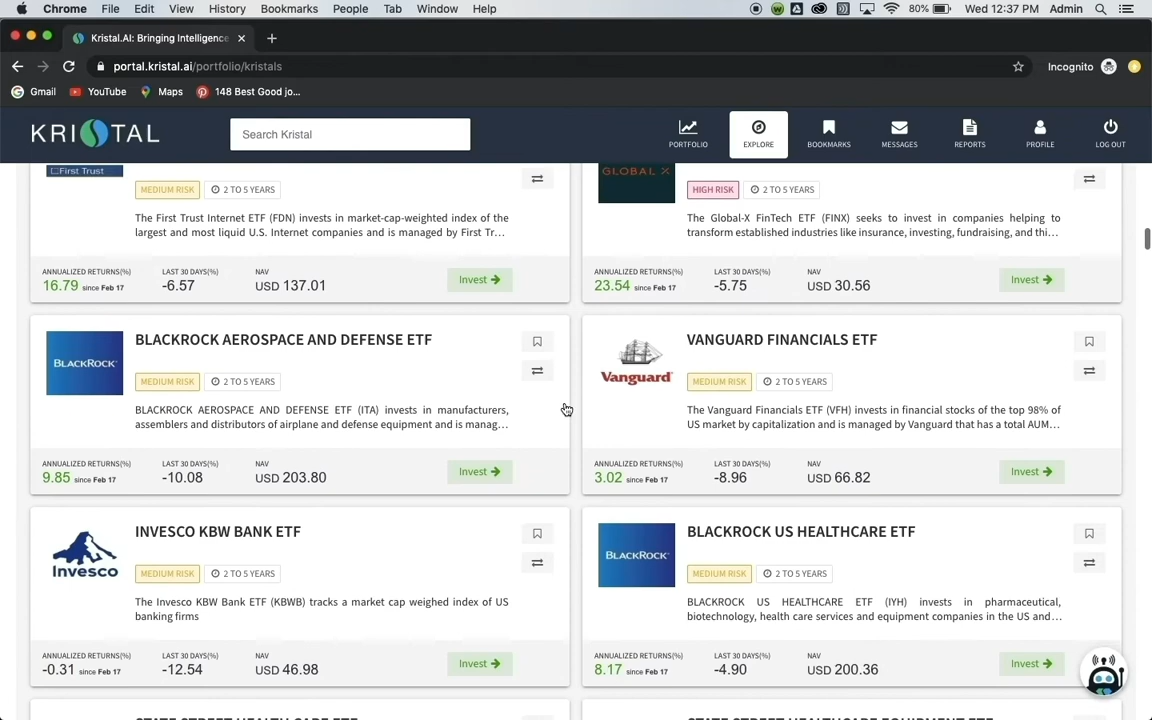 Chrome File Edit View History Bookmarks People Tab Window Help
80% Wed 12:37 PM Admin
Kristal.AI: Bringing Intelligence
portal.kristal.ai/portfolio/kristals
Incognito
Gmail YouTube Maps 148 Best Good jo...
KRISTAL
Search Kristal
PORTFOLIO EXPLORE BOOKMARKS MESSAGES REPORTS PROFILE LOG OUT
First Trust
MEDIUM RISK 2 TO 5 YEARS
The First Trust Internet ETF (FDN) invests in market-cap-weighted index of the
largest and most liquid U.S. Internet companies and is managed by First Tr...
ANNUALIZED RETURNS(%) LAST 30 DAYS(%) NAV
16.79 since Feb 17 -6.57 USD 137.01
Invest
GLOBAL X
HIGH RISK 2 TO 5 YEARS
The Global-X FinTech ETF (FINX) seeks to invest in companies helping to
transform established industries like insurance, investing, fundraising, and thi...
ANNUALIZED RETURNS(%) LAST 30 DAYS(%) NAV
23.54 since Feb 17 -5.75 USD 30.56
Invest
BLACKROCK
BLACKROCK AEROSPACE AND DEFENSE ETF
MEDIUM RISK 2 TO 5 YEARS
BLACKROCK AEROSPACE AND DEFENSE ETF (ITA) invests in manufacturers,
assemblers and distributors of airplane and defense equipment and is manag...
ANNUALIZED RETURNS(%) LAST 30 DAYS(%) NAV
9.85 since Feb 17 -10.08 USD 203.80
Invest
Vanguard
VANGUARD FINANCIALS ETF
MEDIUM RISK 2 TO 5 YEARS
The Vanguard Financials ETF (VFH) invests in financial stocks of the top 98% of
US market by capitalization and is managed by Vanguard that has a total AUM...
ANNUALIZED RETURNS(%) LAST 30 DAYS(%) NAV
3.02 since Feb 17 -8.96 USD 66.82
Invest
Invesco
INVESCO KBW BANK ETF
MEDIUM RISK 2 TO 5 YEARS
The Invesco KBW Bank ETF (KBWB) tracks a market cap weighed index of US
banking firms
ANNUALIZED RETURNS(%) LAST 30 DAYS(%) NAV
-0.31 since Feb 17 -12.54 USD 46.98
Invest
BLACKROCK
BLACKROCK US HEALTHCARE ETF
MEDIUM RISK 2 TO 5 YEARS
BLACKROCK US HEALTHCARE ETF (IYH) invests in pharmaceutical,
biotechnology, health care services and equipment companies in the US and...
ANNUALIZED RETURNS(%) LAST 30 DAYS(%) NAV
8.17 since Feb 17 -4.90 USD 200.36
Invest
STATE STREET HEALTH CARE ETF
STATE STREET HEALTHCARE EQUIPMENT ETF